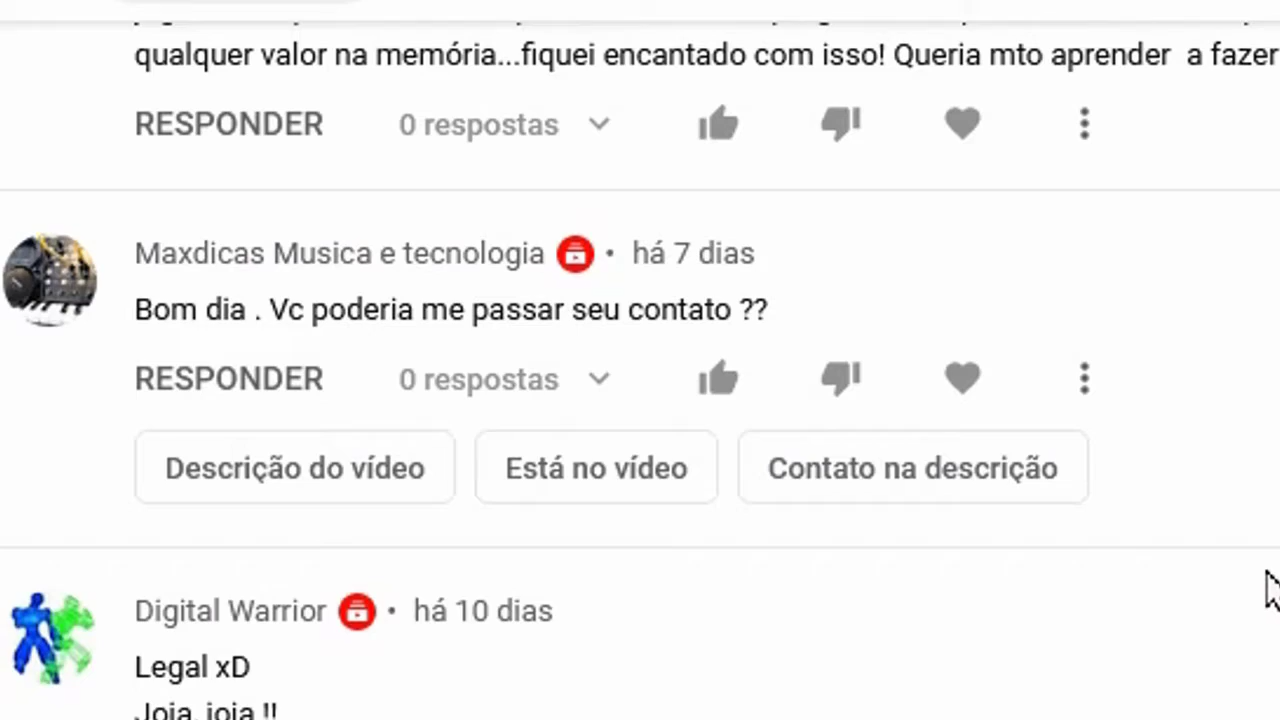 qualquer valor na memória...fiquei encantado com isso! Queria mto aprender a fazer
RESPONDER 0 respostas
Maxdicas Musica e tecnologia • há 7 dias
Bom dia . Vc poderia me passar seu contato ??
RESPONDER 0 respostas
Descrição do vídeo Está no vídeo Contato na descrição
Digital Warrior • há 10 dias
Legal xD
Joia, joia !!